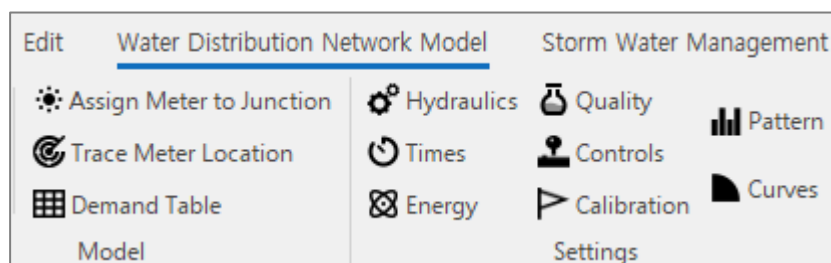 Edit Water Distribution Network Model Storm Water Management
Assign Meter to Junction Hydraulics Quality Pattern
Trace Meter Location Times Controls Curves
Demand Table Energy Calibration
Model Settings